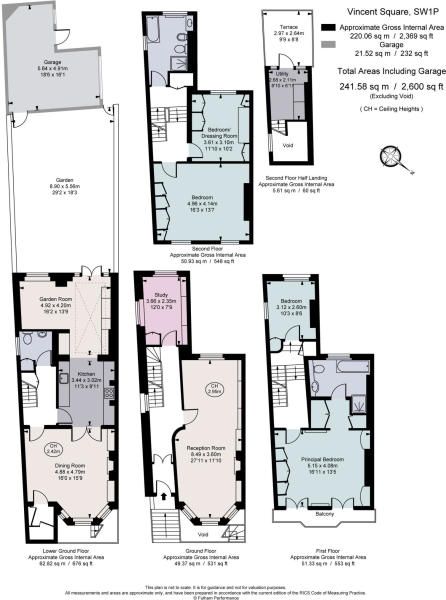 Vincent Square, SW1P
Approximate Gross Internal Area
220.06 sq m / 2,369 sq ft
Garage
21.52 sq m / 232 sq ft
Total Areas Including Garage
241.58 sq m / 2,600 sq ft
(Excluding Void)
( CH = Ceiling Heights )
N
Garage
5.64 x 4.91m
18'6 x 16'1
Garden
8.90 x 5.56m
29'2 x 18'3
Garden Room
4.92 x 4.20m
16'2 x 13'9
Kitchen
3.44 x 3.02m
11'3 x 9'11
CH
2.42m
Dining Room
4.88 x 4.79m
16'0 x 15'9
Lower Ground Floor
Approximate Gross Internal Area
62.82 sq m / 676 sq ft
Bedroom/
Dressing Room
3.61 x 3.10m
11'10 x 10'2
Bedroom
4.96 x 4.14m
16'3 x 13'7
Second Floor
Approximate Gross Internal Area
50.93 sq m / 548 sq ft
Terrace
2.97 x 2.64m
9'9 x 8'8
Utility
2.68 x 2.11m
Void
Second Floor Half Landing
Approximate Gross Internal Area
5.61 sq m / 60 sq ft
Study
3.66 x 2.35m
12'0 x 7'9
CH
2.95m
Reception Room
8.49 x 3.60m
27'11 x 11'10
Void
Ground Floor
Approximate Gross Internal Area
49.37 sq m / 531 sq ft
Bedroom
3.12 x 2.60m
10'3 x 8'6
Principal Bedroom
5.15 x 4.08m
16'11 x 13'5
Balcony
First Floor
Approximate Gross Internal Area
51.33 sq m / 553 sq ft
This plan is not to scale. It is for guidance and not for valuation purposes.
All measurements and areas are approximate only, and have been prepared in accordance with the current edition of the RICS Code of Measuring Practice.
© Fulham Performance